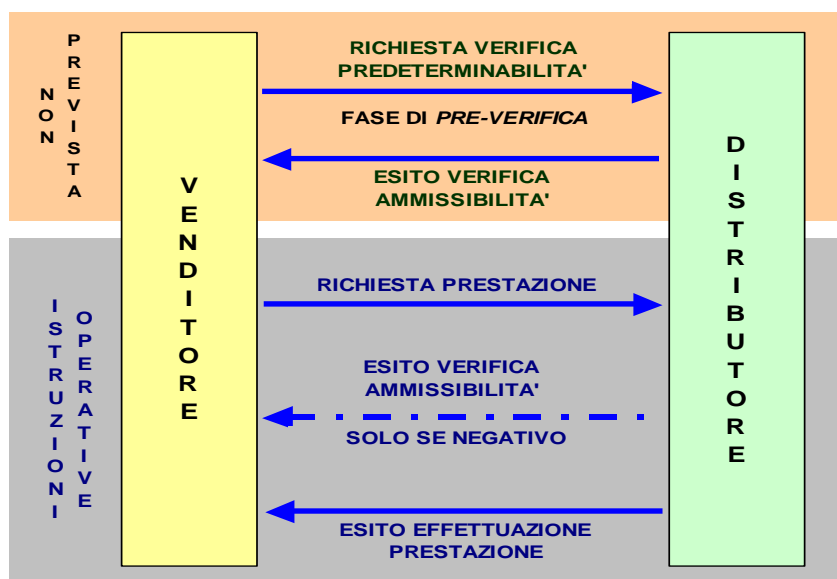 NON
PREVISTA
VENDITORE
RICHIESTA VERIFICA
PREDETERMINABILITA'
FASE DI PRE-VERIFICA
ESITO VERIFICA
AMMISSIBILITA'
DISTRIBUTORE
ISTRUZIONI
OPERATIVE
RICHIESTA PRESTAZIONE
ESITO VERIFICA
AMMISSIBILITA'
SOLO SE NEGATIVO
ESITO EFFETTUAZIONE
PRESTAZIONE